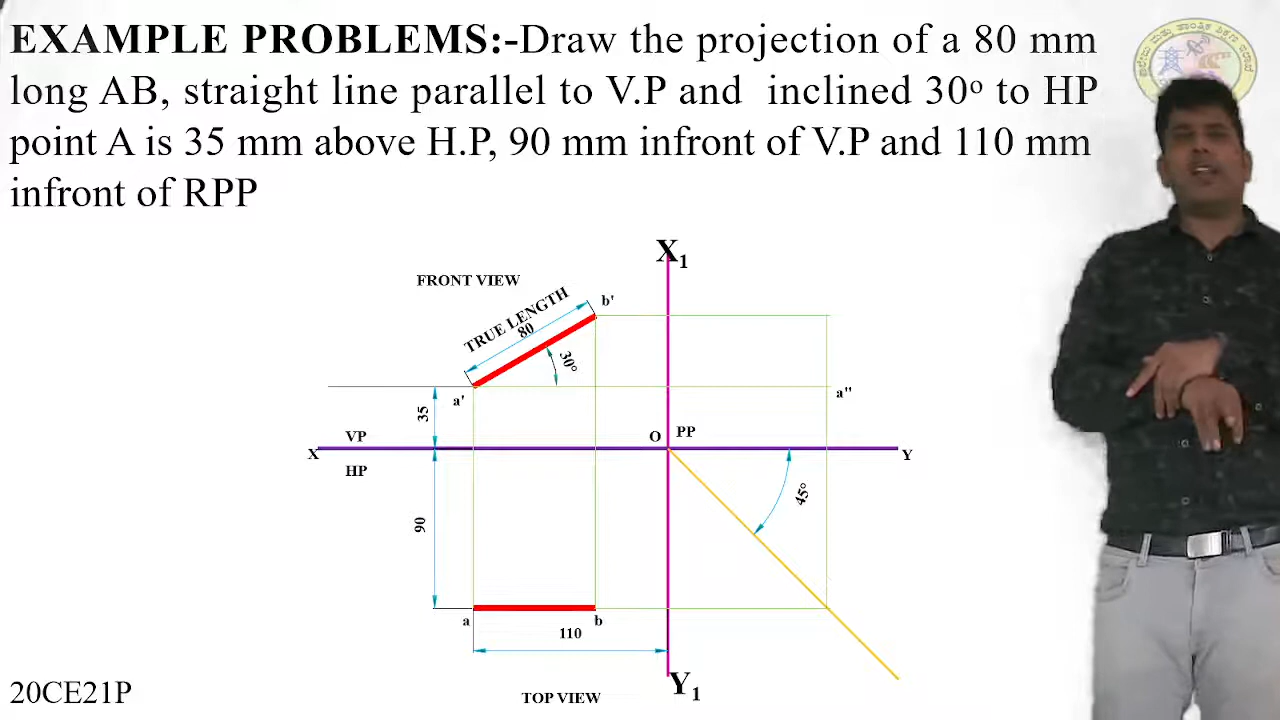 EXAMPLE PROBLEMS:-Draw the projection of a 80 mm
long AB, straight line parallel to V.P and inclined 30º to HP
point A is 35 mm above H.P, 90 mm infront of V.P and 110 mm
infront of RPP
X1
FRONT VIEW
b'
TRUE LENGTH
80
30°
a'
a"
35
VP
O
PP
X
Y
HP
90
45°
a
b
110
Y1
TOP VIEW
20CE21P